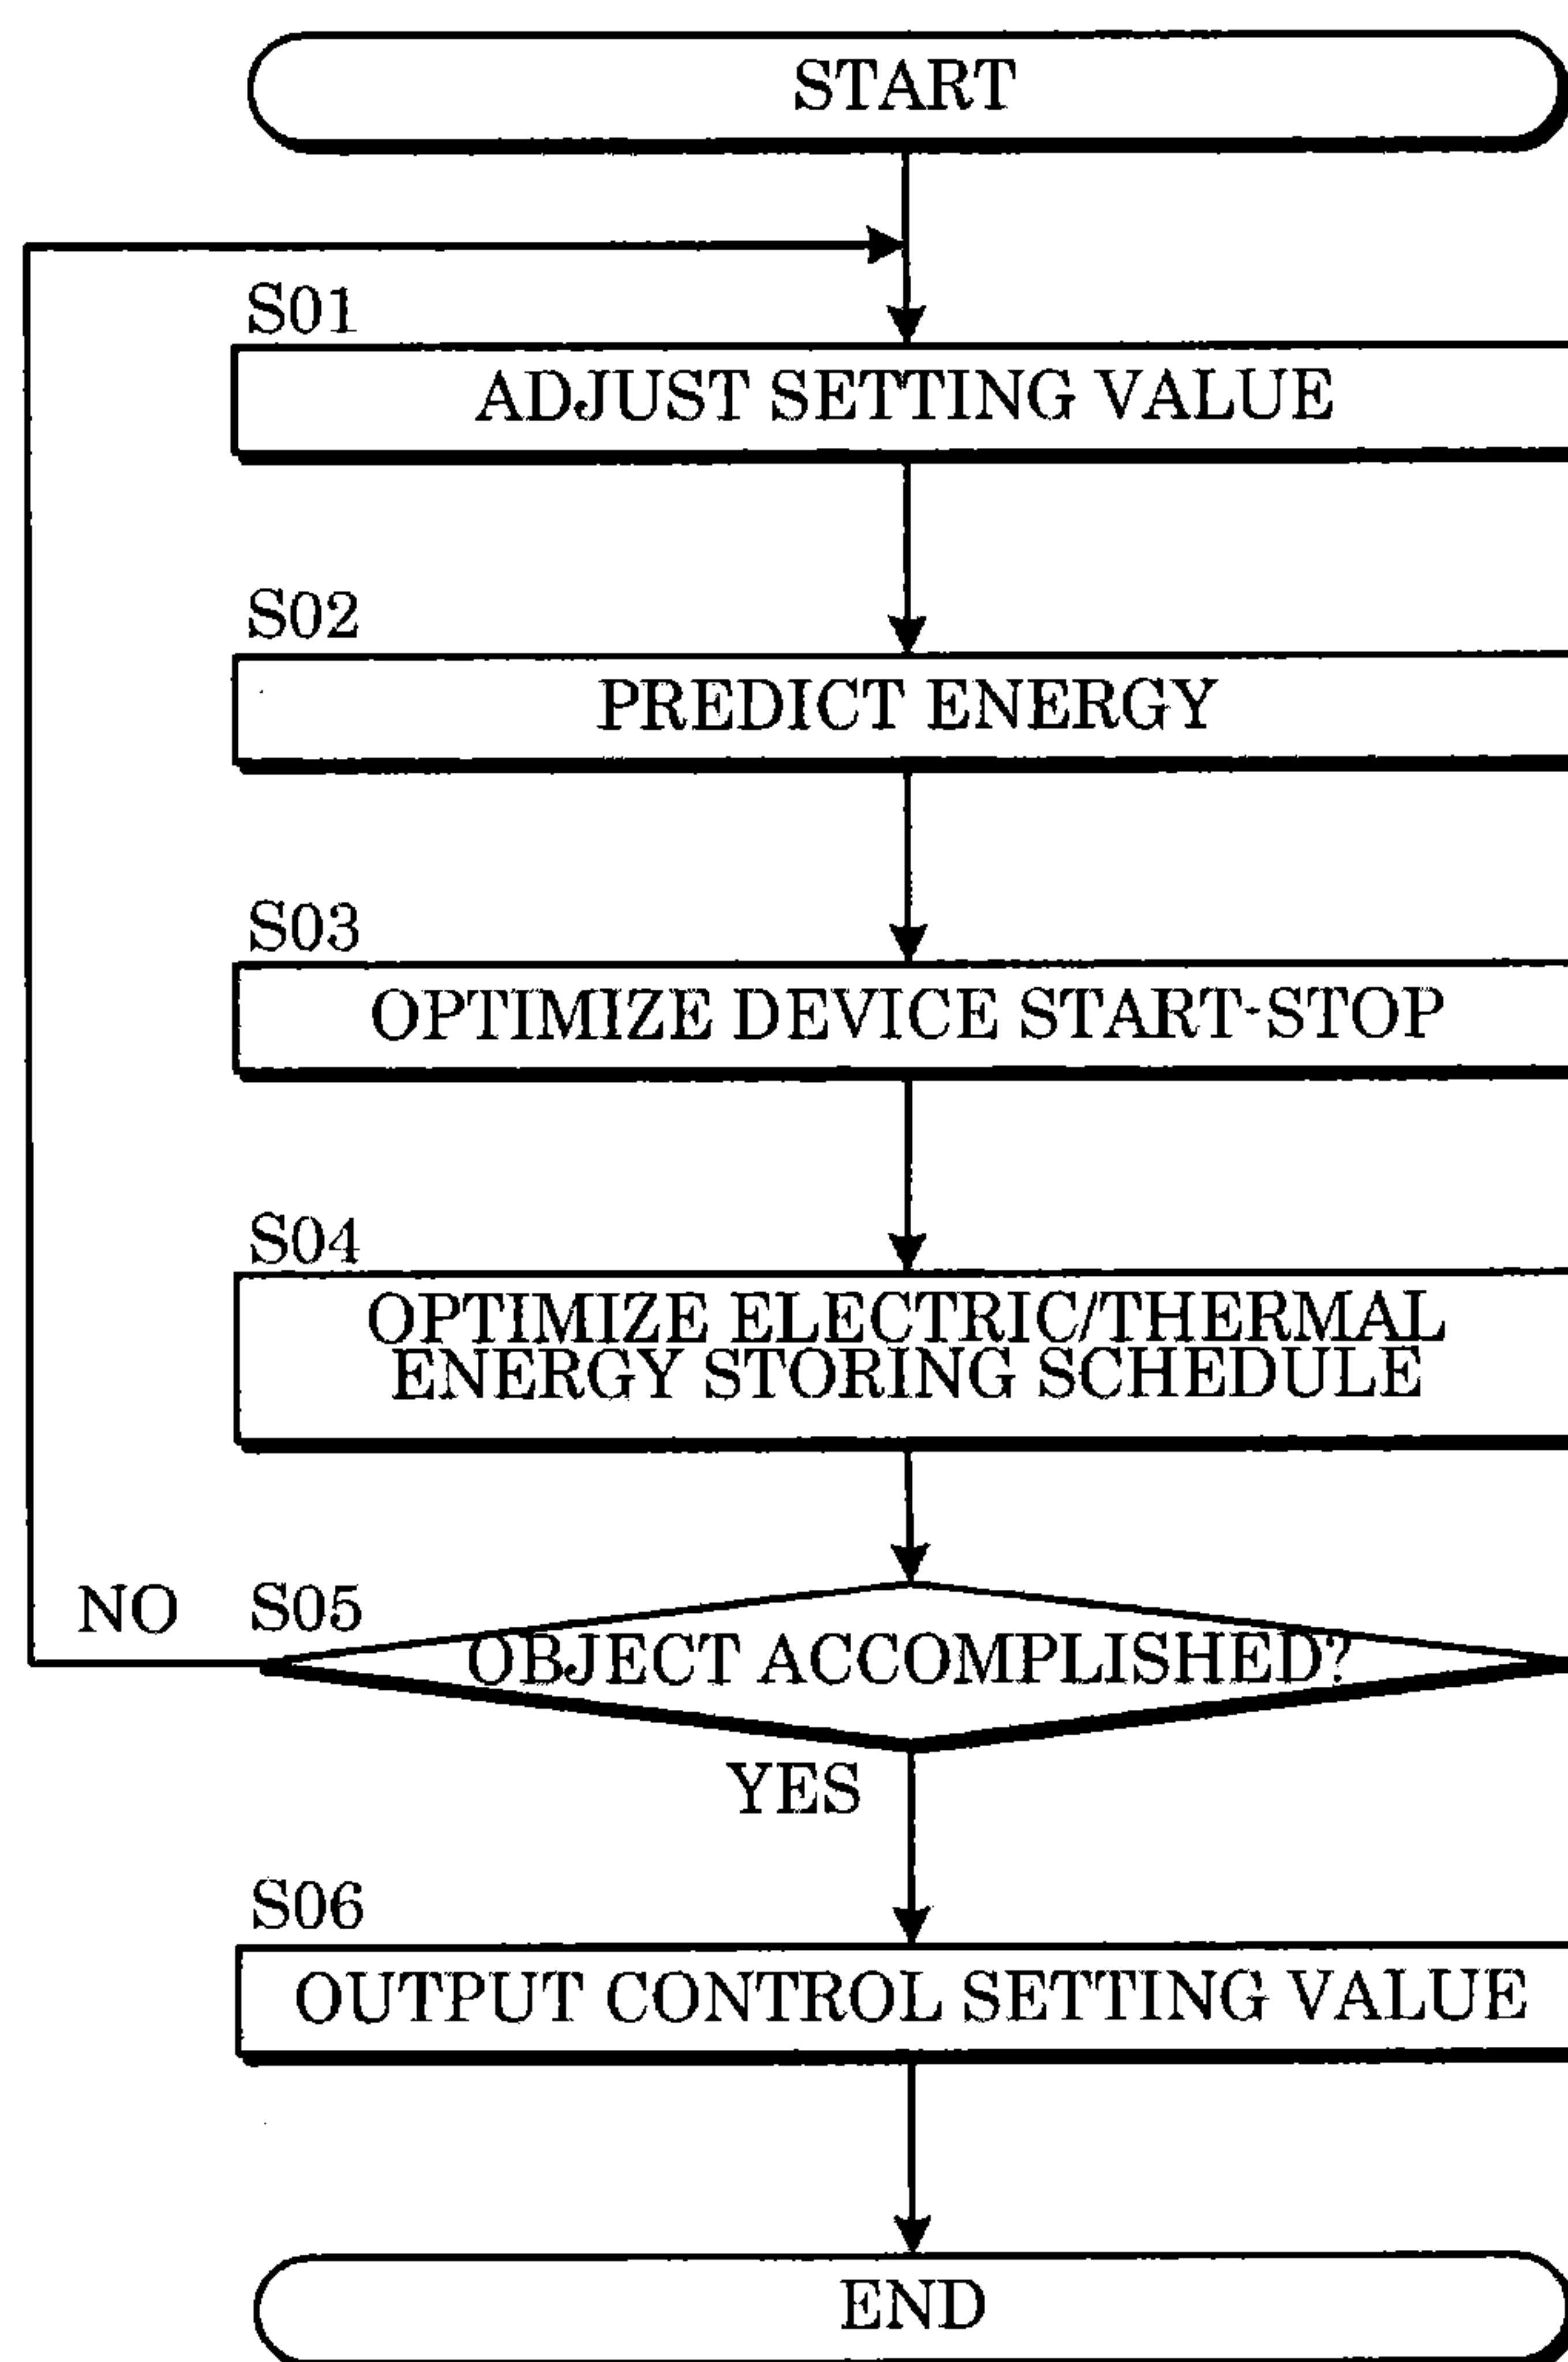 START
S01
ADJUST SETTING VALUE
S02
PREDICT ENERGY
S03
OPTIMIZE DEVICE START-STOP
S04
OPTIMIZE ELECTRIC/THERMAL
ENERGY STORING SCHEDULE
NO S05
OBJECT ACCOMPLISHED?
YES
S06
OUTPUT CONTROL SETTING VALUE
END